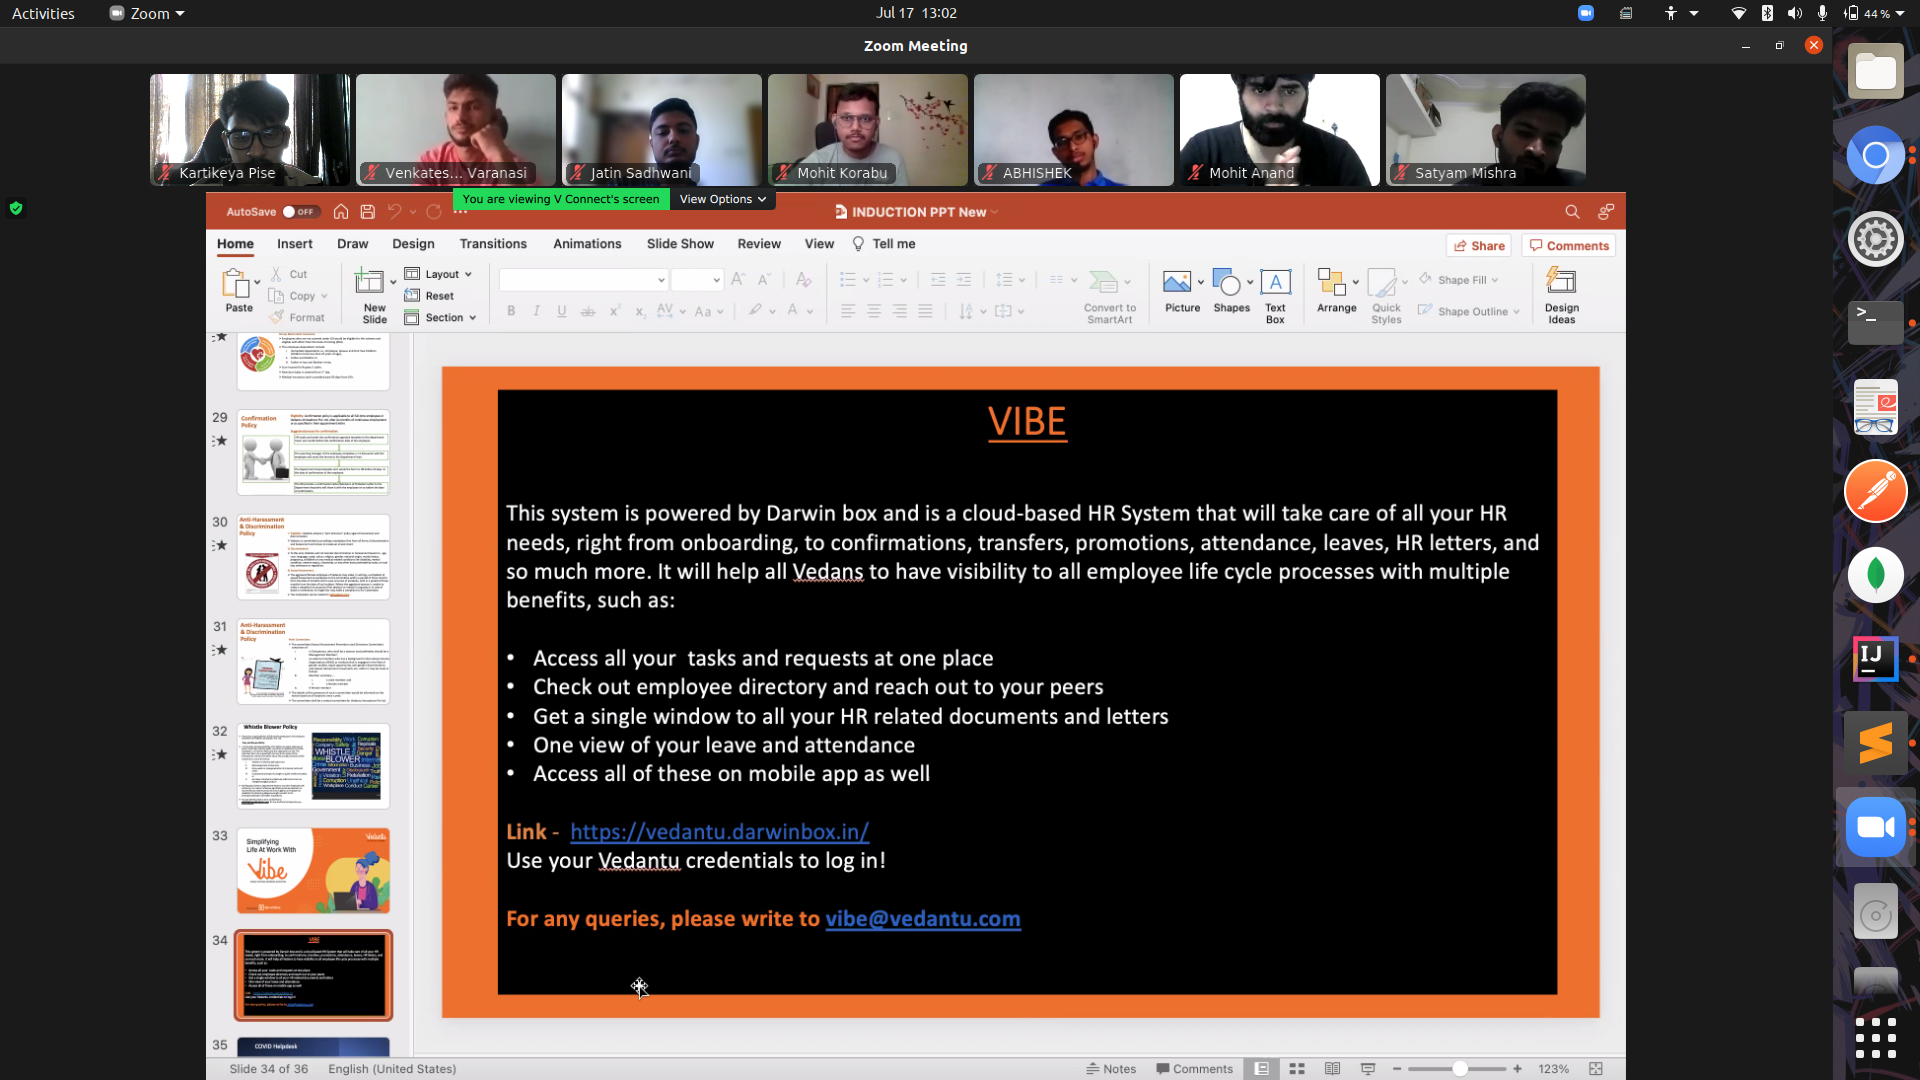 Activities
Zoom
Jul 17 13:02
44 %
Zoom Meeting
Kartikeya Pise
Venkates... Varanasi
Jatin Sadhwani
Mohit Korabu
ABHISHEK
Mohit Anand
Satyam Mishra
You are viewing V Connect's screen
View Options
AutoSave OFF
INDUCTION PPT New
Home Insert Draw Design Transitions Animations Slide Show Review View Tell me
Share
Comments
Paste
Cut
Copy
Format
New Slide
Layout
Reset
Section
Convert to SmartArt
Picture
Shapes
Text Box
Arrange
Quick Styles
Shape Fill
Shape Outline
Design Ideas
29
Confirmation
Policy
30
Anti-Harassment
& Discrimination
Policy
31
Anti-Harassment
& Discrimination
Policy
32
Whistle Blower Policy
WHISTLE
BLOWER
33
Simplifying
Life At Work With
Vibe
34
35
COVID Helpdesk
VIBE
This system is powered by Darwin box and is a cloud-based HR System that will take care of all your HR
needs, right from onboarding, to confirmations, transfers, promotions, attendance, leaves, HR letters, and
so much more. It will help all Vedans to have visibility to all employee life cycle processes with multiple
benefits, such as:
• Access all your tasks and requests at one place
• Check out employee directory and reach out to your peers
• Get a single window to all your HR related documents and letters
• One view of your leave and attendance
• Access all of these on mobile app as well
Link - https://vedantu.darwinbox.in/
Use your Vedantu credentials to log in!
For any queries, please write to vibe@vedantu.com
Slide 34 of 36
English (United States)
Notes
Comments
123%